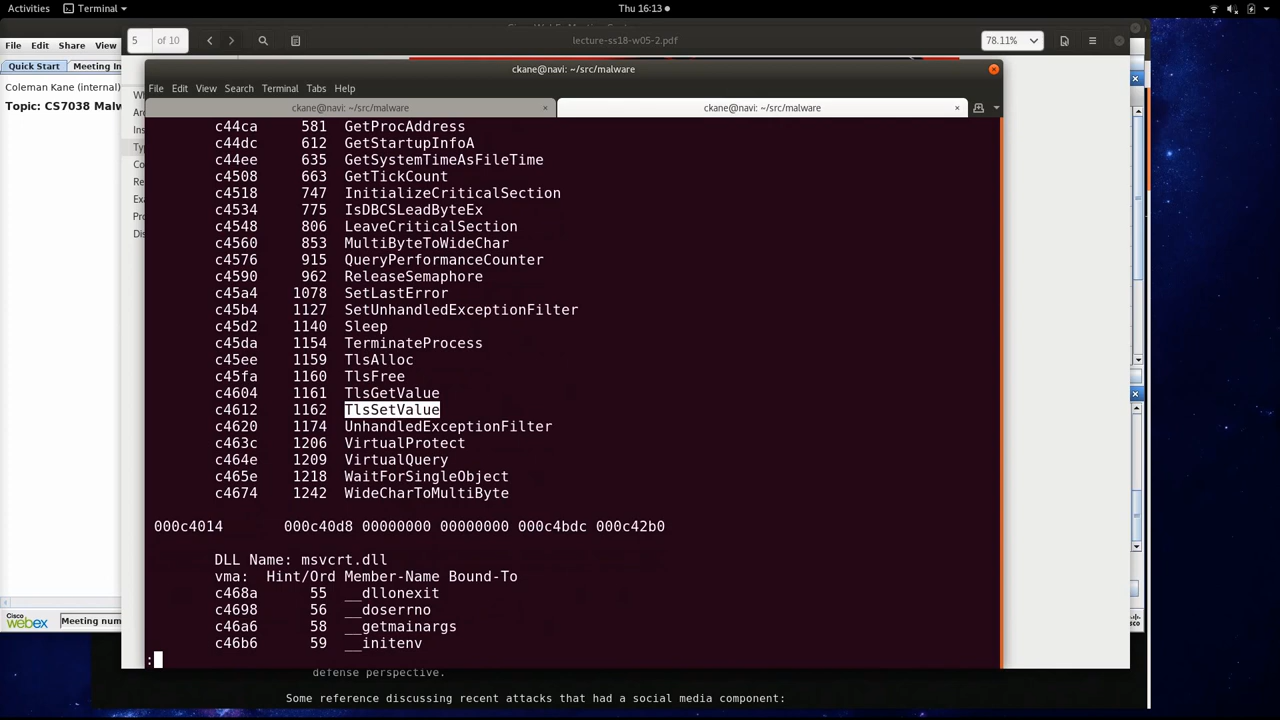 Activities Terminal Thu 16:13
File Edit Share View 5 of 10 lecture-ss18-w05-2.pdf 78.11%
Quick Start Meeting In
Coleman Kane (internal)
Topic: CS7038 Malw
ckane@navi: ~/src/malware
File Edit View Search Terminal Tabs Help
ckane@navi: ~/src/malware × ckane@navi: ~/src/malware ×
c44ca 581 GetProcAddress
c44dc 612 GetStartupInfoA
c44ee 635 GetSystemTimeAsFileTime
c4508 663 GetTickCount
c4518 747 InitializeCriticalSection
c4534 775 IsDBCSLeadByteEx
c4548 806 LeaveCriticalSection
c4560 853 MultiByteToWideChar
c4576 915 QueryPerformanceCounter
c4590 962 ReleaseSemaphore
c45a4 1078 SetLastError
c45b4 1127 SetUnhandledExceptionFilter
c45d2 1140 Sleep
c45da 1154 TerminateProcess
c45ee 1159 TlsAlloc
c45fa 1160 TlsFree
c4604 1161 TlsGetValue
c4612 1162 TlsSetValue
c4620 1174 UnhandledExceptionFilter
c463c 1206 VirtualProtect
c464e 1209 VirtualQuery
c465e 1218 WaitForSingleObject
c4674 1242 WideCharToMultiByte
000c4014 000c40d8 00000000 00000000 000c4bdc 000c42b0
DLL Name: msvcrt.dll
vma: Hint/Ord Member-Name Bound-To
c468a 55 __dllonexit
c4698 56 __doserrno
c46a6 58 __getmainargs
c46b6 59 __initenv
:
Cisco webex Meeting num
defense perspective.
Some reference discussing recent attacks that had a social media component: